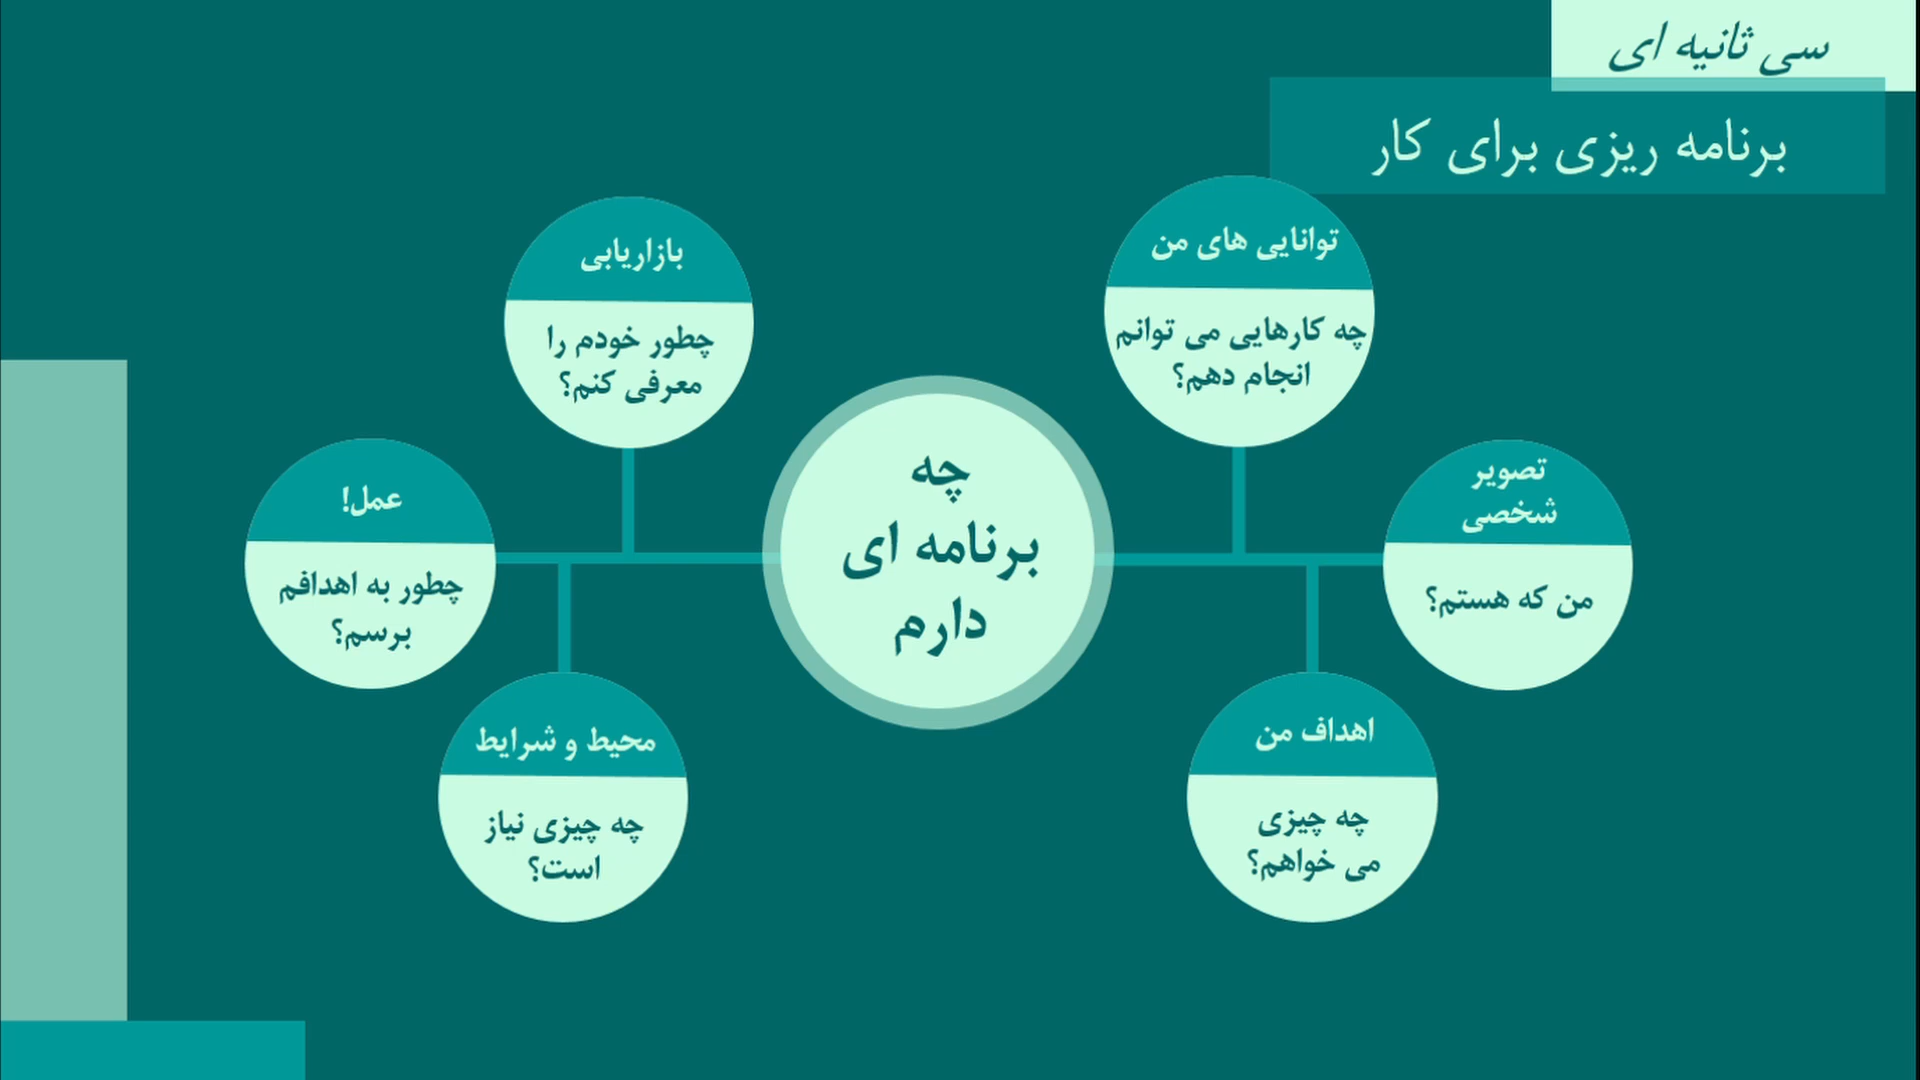 سی ثانیه ای
برنامه ریزی برای کار
توانایی های من
چه کارهایی می توانم
انجام دهم؟
تصویر
شخصی
من که هستم؟
اهداف من
چه چیزی
می خواهم؟
چه
برنامه ای
دارم
بازاریابی
چطور خودم را
معرفی کنم؟
عمل!
چطور به اهدافم
برسم؟
محیط و شرایط
چه چیزی نیاز
است؟